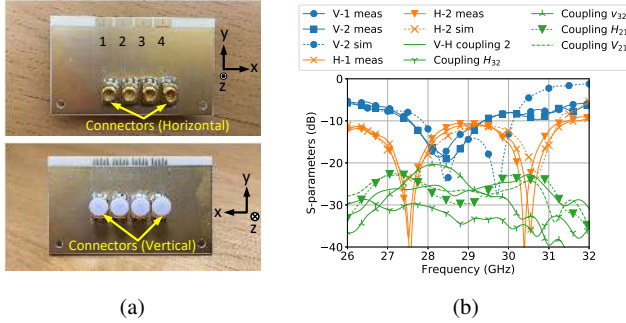 1 2 3 4
y
x
z
Connectors (Horizontal)
y
x
z
Connectors (Vertical)
(a)
V-1 meas
V-2 meas
V-2 sim
H-1 meas
H-2 meas
H-2 sim
V-H coupling 2
Coupling H32
Coupling v32
Coupling H21
Coupling V21
S-parameters (dB)
0
−10
−20
−30
−40
26 27 28 29 30 31 32
Frequency (GHz)
(b)